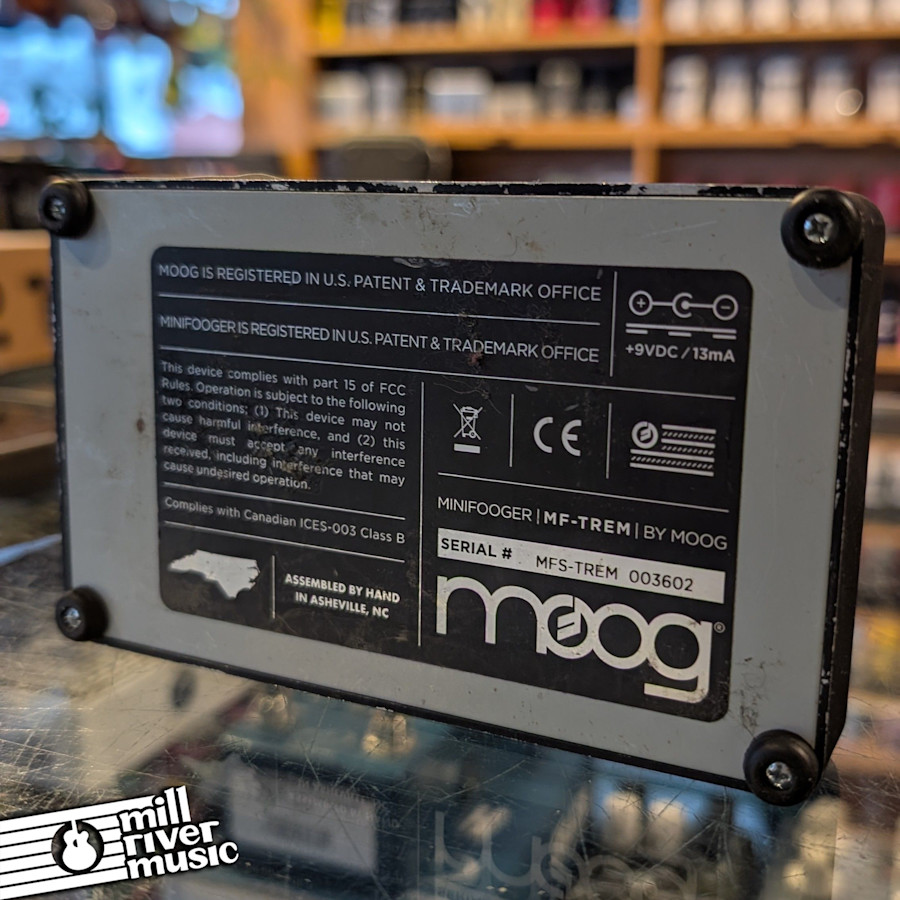 MOOG IS REGISTERED IN U.S. PATENT & TRADEMARK OFFICE
MINIFOOGER IS REGISTERED IN U.S. PATENT & TRADEMARK OFFICE
+9VDC / 13mA
This device complies with part 15 of FCC
Rules. Operation is subject to the following
two conditions; (1) This device may not
cause harmful interference, and (2) this
device must accept any interference
received, including interference that may
cause undesired operation.
Complies with Canadian ICES-003 Class B
ASSEMBLED BY HAND
IN ASHEVILLE, NC
CE
MINIFOOGER | MF-TREM | BY MOOG
SERIAL # MFS-TREM 003602
moog®
mill
river
music